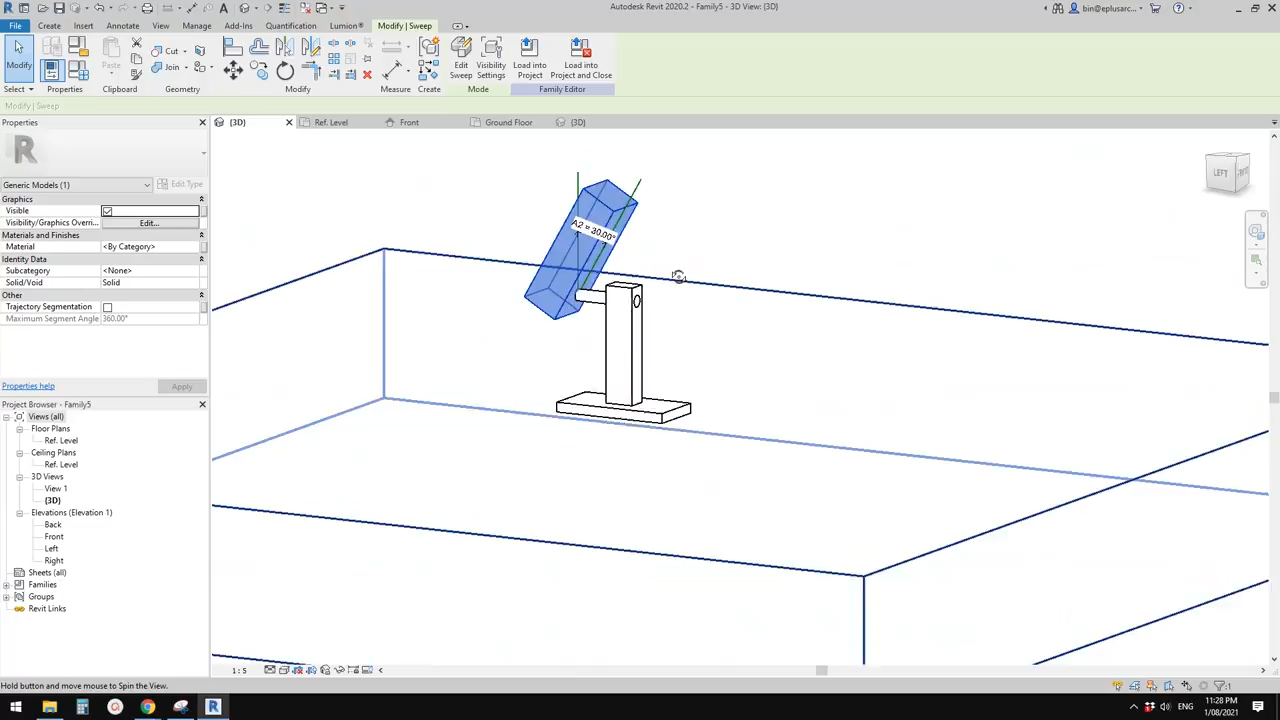 Autodesk Revit 2020.2 - Family5 - 3D View: {3D}
bin@eplusarc...
File Create Insert Annotate View Manage Add-Ins Quantification Lumion® Modify | Sweep
Modify Paste Cut Join Edit Sweep Visibility Settings Load into Project Load into Project and Close
Select Properties Clipboard Geometry Modify Measure Create Mode Family Editor
Modify | Sweep
Properties
{3D} Ref. Level Front Ground Floor {3D}
Generic Models (1) Edit Type
Graphics
Visible
Visibility/Graphics Overri... Edit...
Materials and Finishes
Material <By Category>
Identity Data
Subcategory <None>
Solid/Void Solid
Other
Trajectory Segmentation
Maximum Segment Angle 360.00°
Properties help Apply
Project Browser - Family5
Views (all)
Floor Plans
Ref. Level
Ceiling Plans
Ref. Level
3D Views
View 1
{3D}
Elevations (Elevation 1)
Back
Front
Left
Right
Sheets (all)
Families
Groups
Revit Links
A2 = 30.00°
LEFT
1 : 5
Hold button and move mouse to Spin the View.
:1
ENG
11:28 PM
1/08/2021